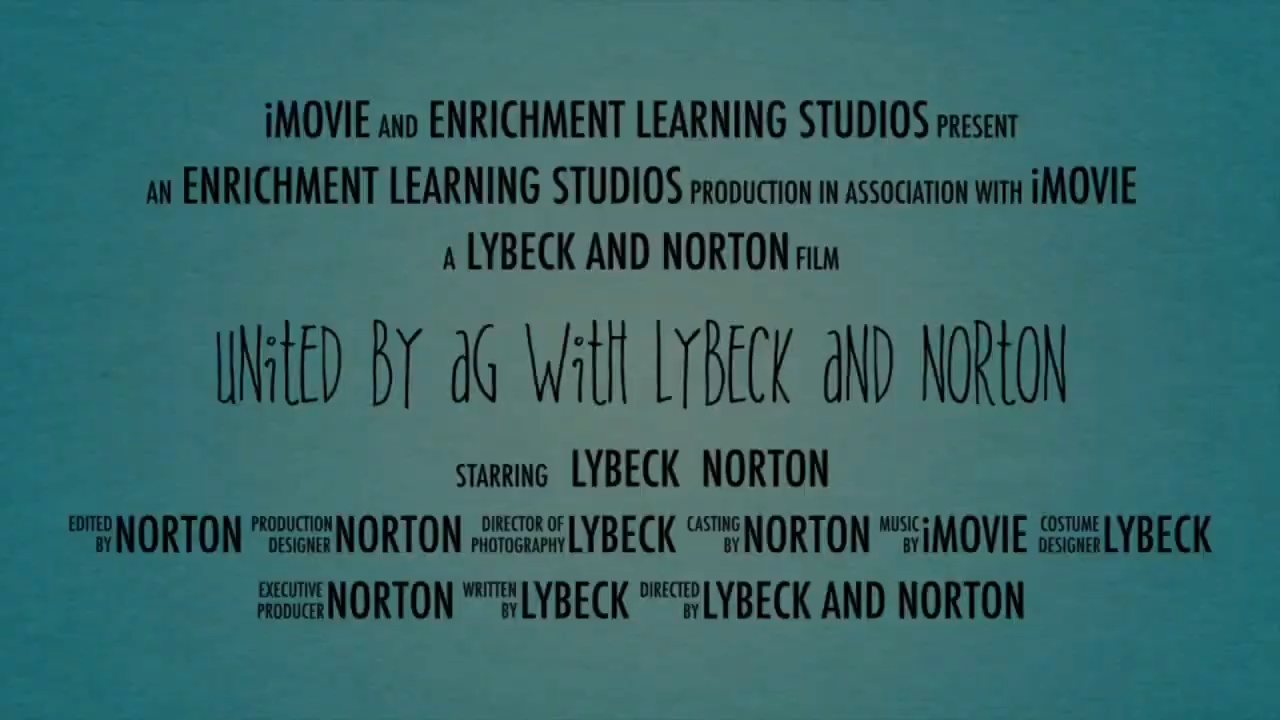 iMOVIE AND ENRICHMENT LEARNING STUDIOS PRESENT
AN ENRICHMENT LEARNING STUDIOS PRODUCTION IN ASSOCIATION WITH iMOVIE
A LYBECK AND NORTON FILM
UNitED BY aG WitH LYBECK aND NORtON
STARRING LYBECK NORTON
EDITED BY NORTON PRODUCTION DESIGNER NORTON DIRECTOR OF PHOTOGRAPHY LYBECK CASTING BY NORTON MUSIC BY iMOVIE COSTUME DESIGNER LYBECK
EXECUTIVE PRODUCER NORTON WRITTEN BY LYBECK DIRECTED BY LYBECK AND NORTON